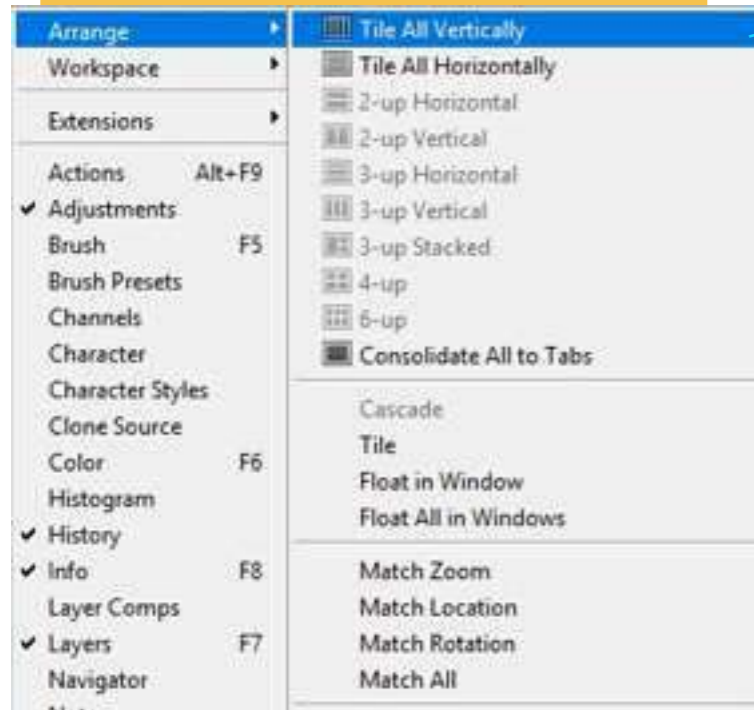 Arrange
Workspace
Extensions
Actions Alt+F9
Adjustments
Brush F5
Brush Presets
Channels
Character
Character Styles
Clone Source
Color F6
Histogram
History
Info F8
Layer Comps
Layers F7
Navigator
Tile All Vertically
Tile All Horizontally
2-up Horizontal
2-up Vertical
3-up Horizontal
3-up Vertical
3-up Stacked
4-up
6-up
Consolidate All to Tabs
Cascade
Tile
Float in Window
Float All in Windows
Match Zoom
Match Location
Match Rotation
Match All